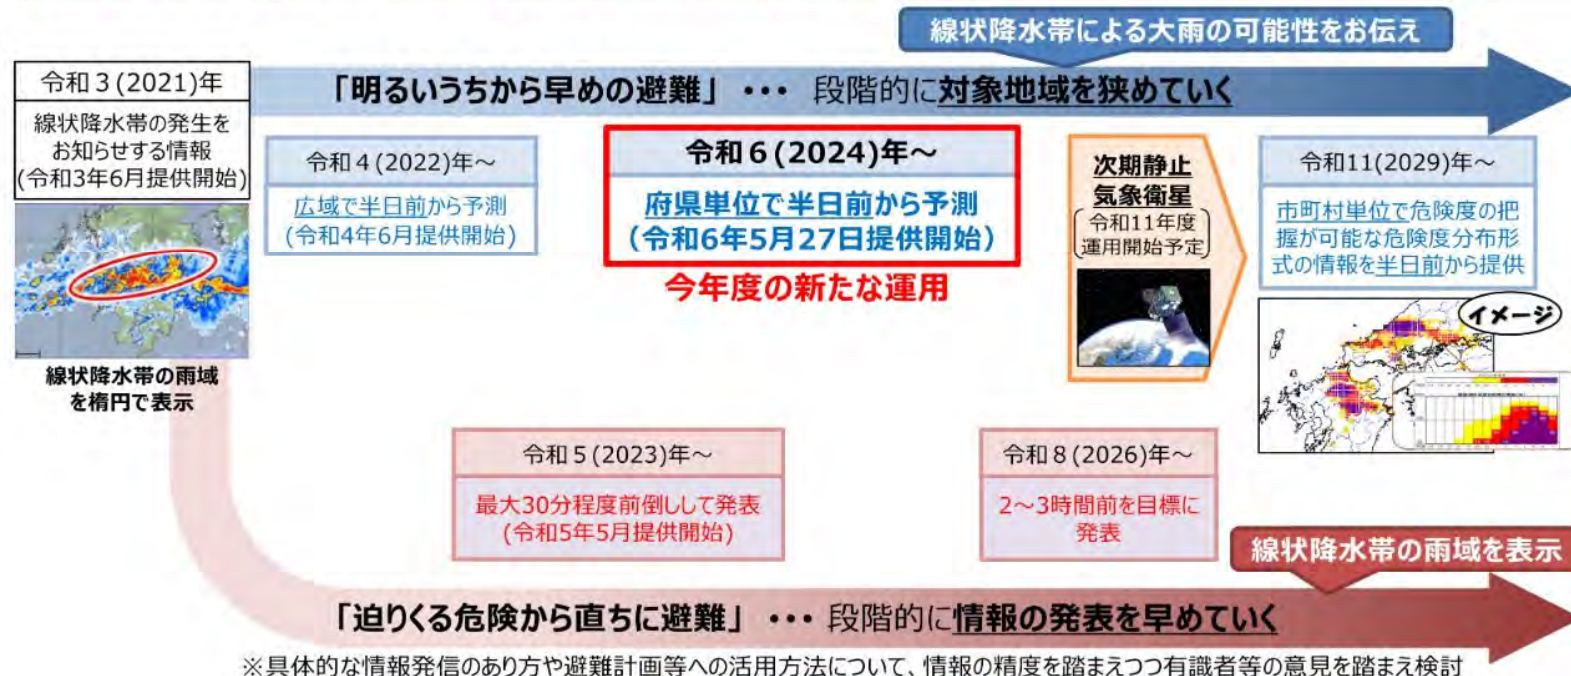 線状降水帯による大雨の可能性をお伝え
「明るいうちから早めの避難」 ・・・ 段階的に対象地域を狭めていく
令和3(2021)年
線状降水帯の発生を
お知らせする情報
(令和3年6月提供開始)
線状降水帯の雨域
を楕円で表示
令和4(2022)年～
広域で半日前から予測
(令和4年6月提供開始)
令和6(2024)年～
府県単位で半日前から予測
(令和6年5月27日提供開始)
今年度の新たな運用
次期静止
気象衛星
令和11年度
運用開始予定
令和11(2029)年～
市町村単位で危険度の把
握が可能な危険度分布形
式の情報を半日前から提供
イメージ
令和5(2023)年～
最大30分程度前倒しして発表
(令和5年5月提供開始)
令和8(2026)年～
2～3時間前を目標に
発表
線状降水帯の雨域を表示
「迫りくる危険から直ちに避難」 ・・・ 段階的に情報の発表を早めていく
※具体的な情報発信のあり方や避難計画等への活用方法について、情報の精度を踏まえつつ有識者等の意見を踏まえ検討